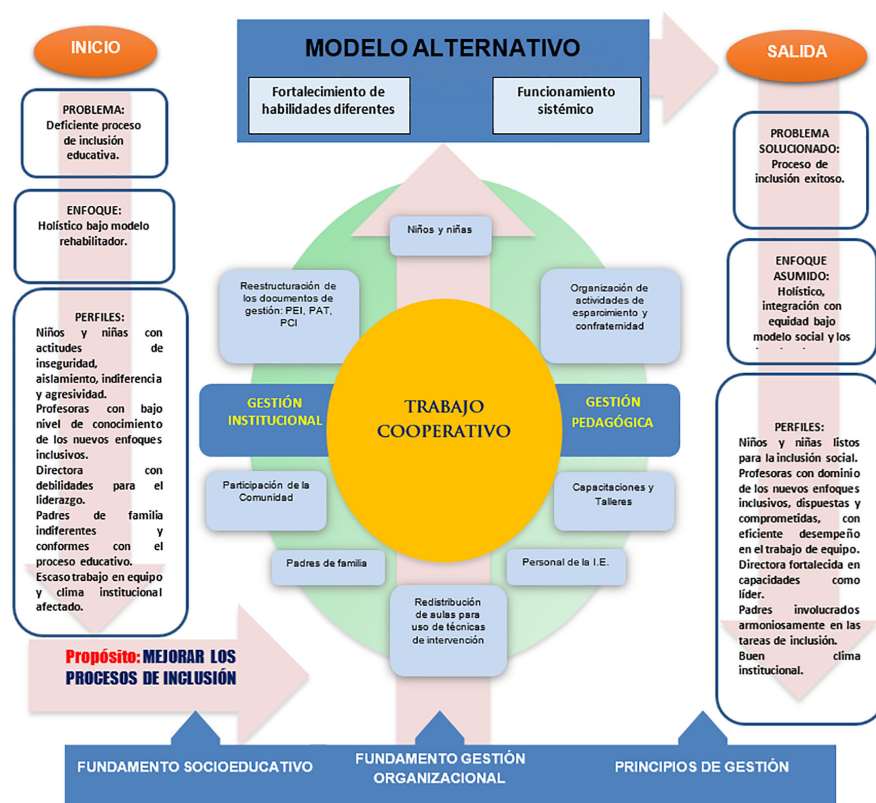 INICIO
PROBLEMA:
Deficiente proceso
de inclusión
educativa.
ENFOQUE:
Holístico bajo modelo
rehabilitador.
PERFILES:
Niños y niñas con
actitudes de
inseguridad,
aislamiento, indiferencia
y agresividad.
Profesoras con bajo
nivel de conocimiento
de los nuevos enfoques
inclusivos.
Directora con
debilidades para el
liderazgo.
Padres de familia
indiferentes y
conformes con el
proceso educativo.
Escaso trabajo en equipo
y clima institucional
afectado.
Propósito: MEJORAR LOS
PROCESOS DE INCLUSIÓN
MODELO ALTERNATIVO
Fortalecimiento de
habilidades diferentes
Funcionamiento
sistémico
Niños y niñas
Reestructuración de
los documentos de
gestión: PEI, PAT,
PCI
Organización de
actividades de
esparcimiento y
confraternidad
GESTIÓN
INSTITUCIONAL
TRABAJO
COOPERATIVO
GESTIÓN
PEDAGÓGICA
Participación de la
Comunidad
Capacitaciones y
Talleres
Padres de familia
Personal de la I.E.
Redistribución
de aulas para
uso de técnicas
de intervención
SALIDA
PROBLEMA
SOLUCIONADO:
Proceso de
inclusión exitoso.
ENFOQUE
ASUMIDO:
Holístico,
integración con
equidad bajo
modelo social y los
PERFILES:
Niños y niñas listos
para la inclusión social.
Profesoras con dominio
de los nuevos enfoques
inclusivos, dispuestas y
comprometidas, con
eficiente desempeño
en el trabajo de equipo.
Directora fortalecida en
capacidades como
líder.
Padres involucrados
armoniosamente en las
tareas de inclusión.
Buen clima
institucional.
FUNDAMENTO SOCIOEDUCATIVO
FUNDAMENTO GESTIÓN
ORGANIZACIONAL
PRINCIPIOS DE GESTIÓN